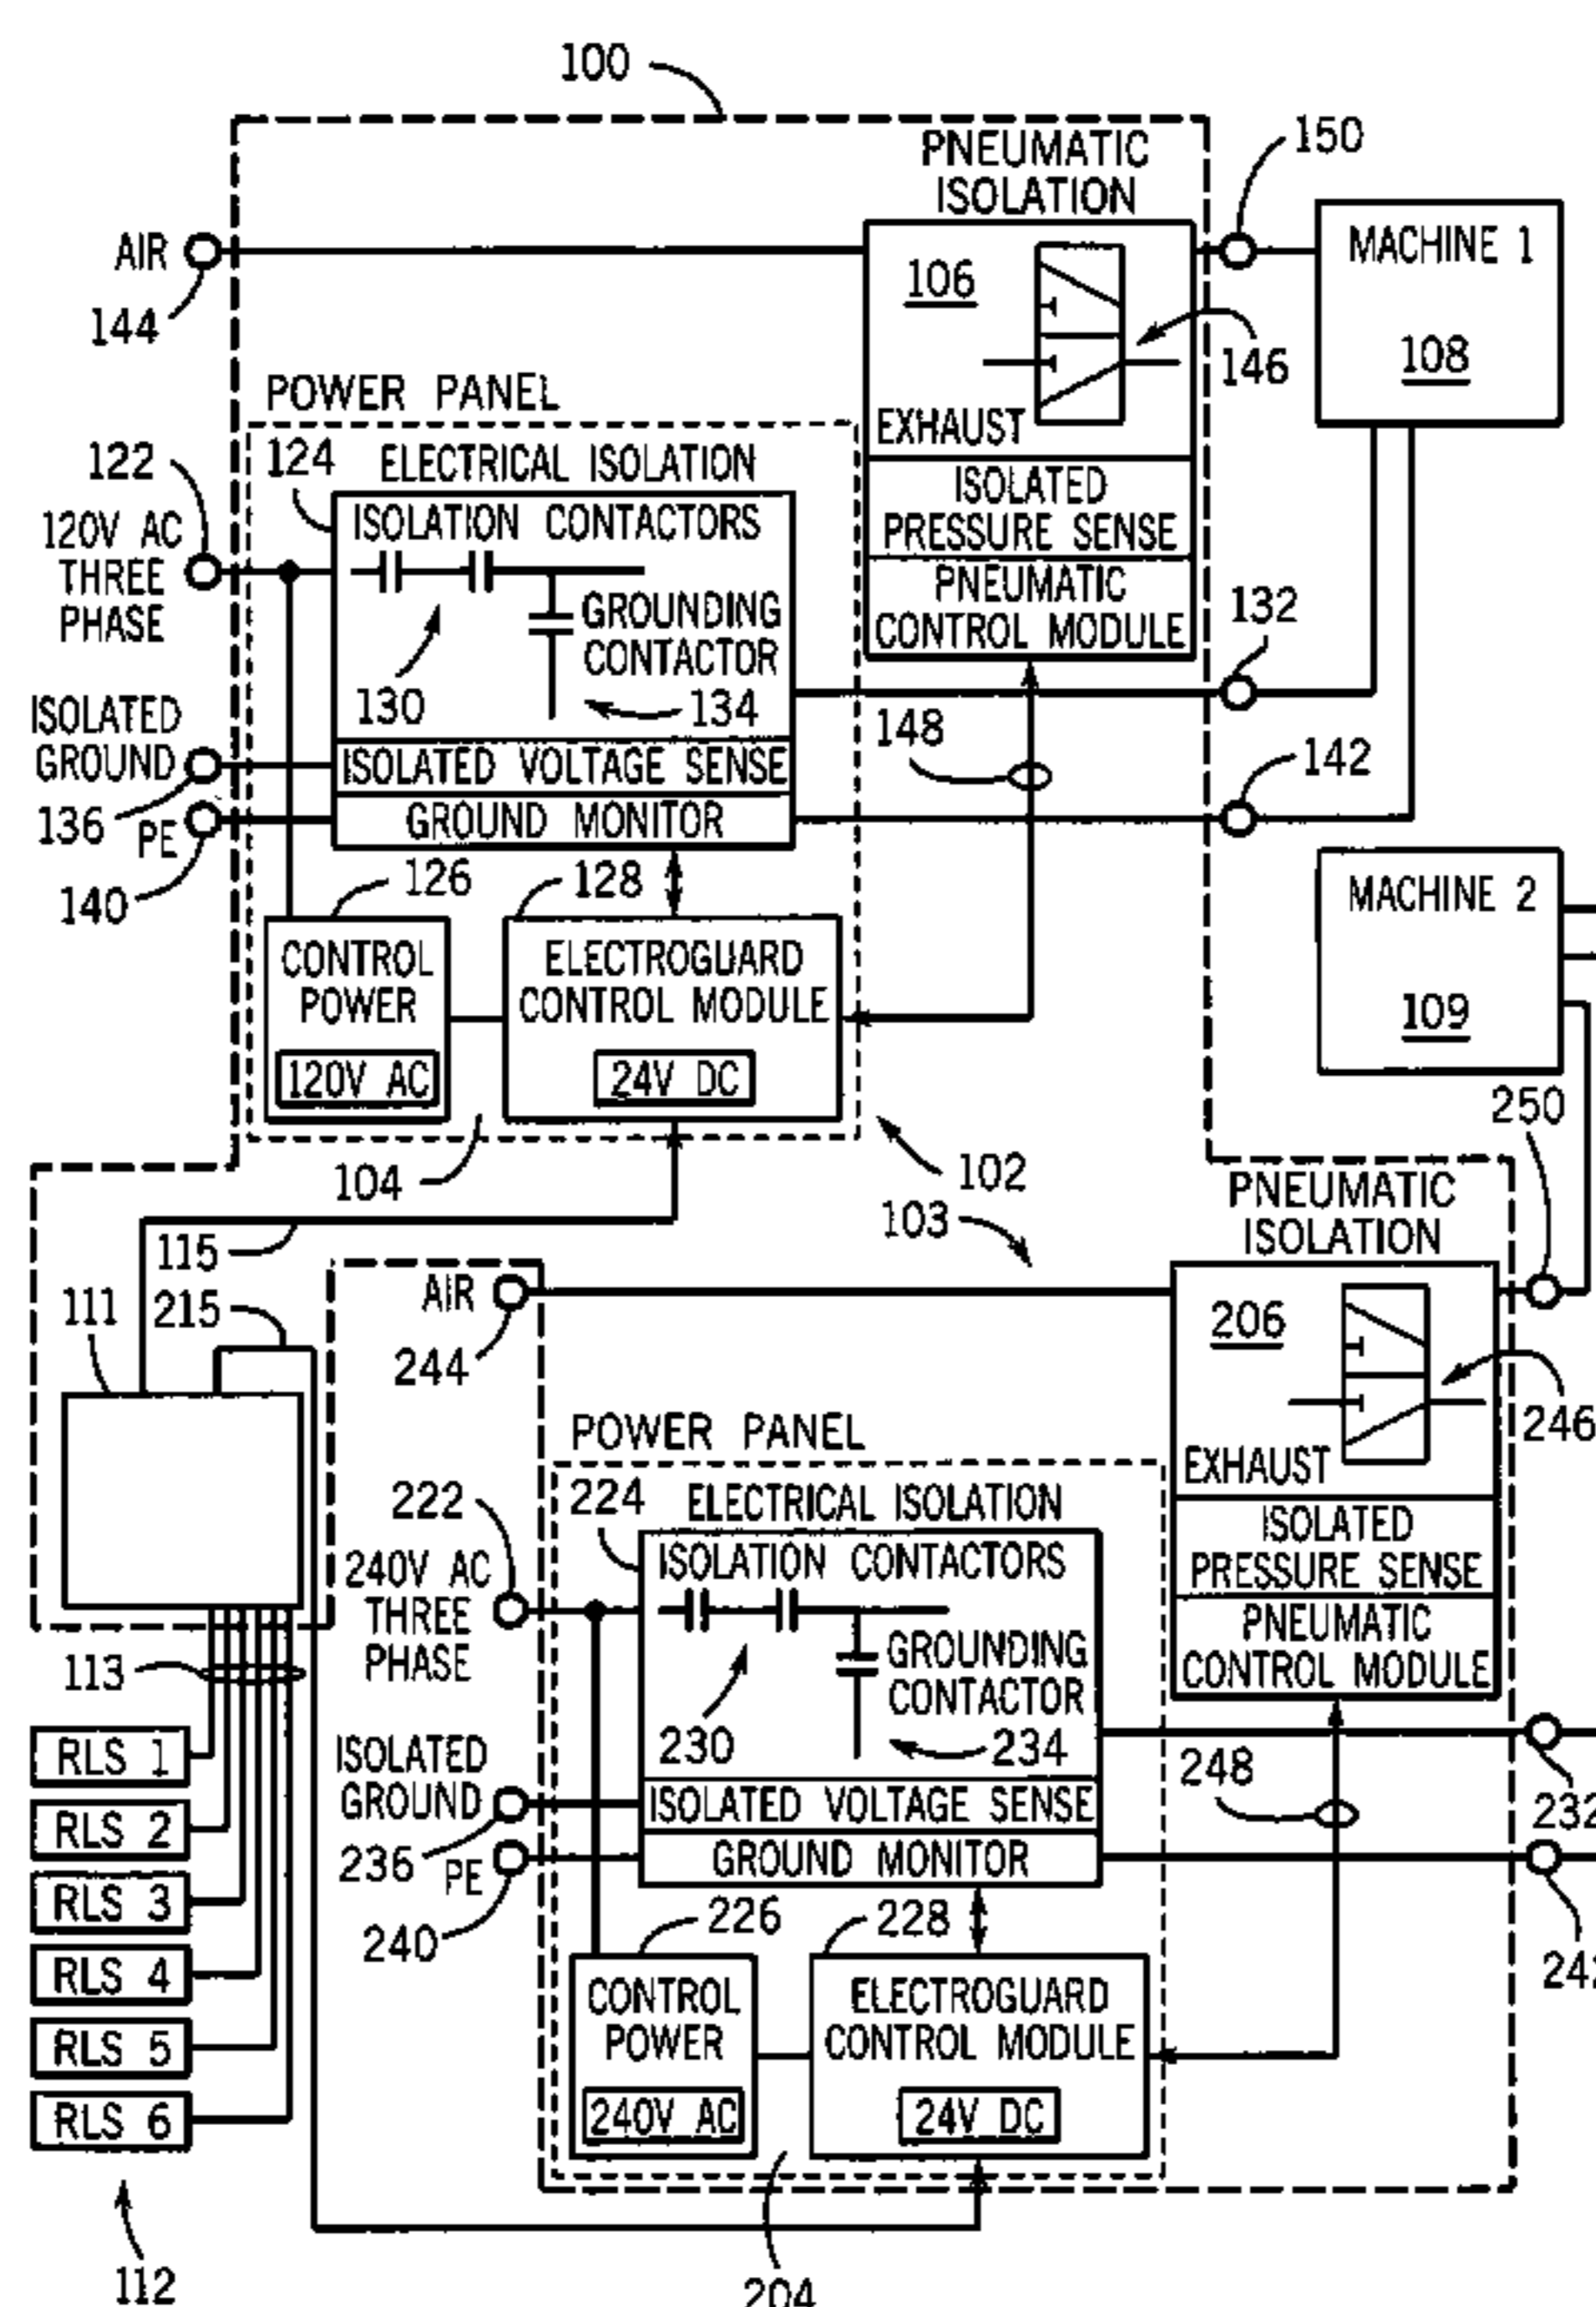 100
PNEUMATIC
ISOLATION
150
AIR
144
106
146
EXHAUST
ISOLATED
PRESSURE SENSE
PNEUMATIC
CONTROL MODULE
MACHINE 1
108
POWER PANEL
122
124
ELECTRICAL ISOLATION
120V AC
THREE
PHASE
ISOLATION CONTACTORS
GROUNDING
CONTACTOR
130
134
132
148
142
ISOLATED
GROUND
136
PE
140
ISOLATED VOLTAGE SENSE
GROUND MONITOR
126
128
CONTROL
POWER
120V AC
ELECTROGUARD
CONTROL MODULE
24V DC
MACHINE 2
109
104
102
103
250
115
111
215
PNEUMATIC
ISOLATION
AIR
244
206
246
EXHAUST
ISOLATED
PRESSURE SENSE
PNEUMATIC
CONTROL MODULE
POWER PANEL
222
224
ELECTRICAL ISOLATION
240V AC
THREE
PHASE
ISOLATION CONTACTORS
GROUNDING
CONTACTOR
230
234
113
248
232
ISOLATED
GROUND
236
PE
240
ISOLATED VOLTAGE SENSE
GROUND MONITOR
226
228
CONTROL
POWER
240V AC
ELECTROGUARD
CONTROL MODULE
24V DC
RLS 1
RLS 2
RLS 3
RLS 4
RLS 5
RLS 6
112
204